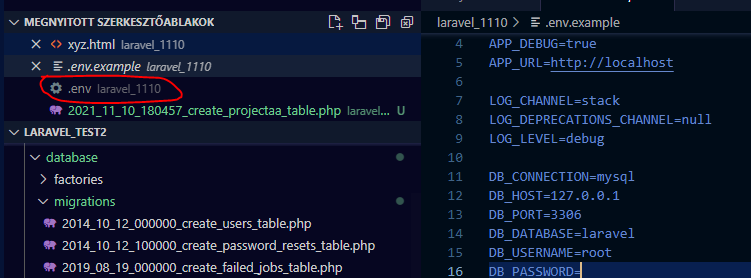 MEGNYITOTT SZERKESZTŐABLAKOK
xyz.html laravel_1110
.env.example laravel_1110
.env laravel_1110
2021_11_10_180457_create_projectaa_table.php laravel... U
LARAVEL_TEST2
database
factories
migrations
2014_10_12_000000_create_users_table.php
2014_10_12_100000_create_password_resets_table.php
2019_08_19_000000_create_failed_jobs_table.php
laravel_1110 > .env.example
4 APP_DEBUG=true
5 APP_URL=http://localhost
6
7 LOG_CHANNEL=stack
8 LOG_DEPRECATIONS_CHANNEL=null
9 LOG_LEVEL=debug
10
11 DB_CONNECTION=mysql
12 DB_HOST=127.0.0.1
13 DB_PORT=3306
14 DB_DATABASE=laravel
15 DB_USERNAME=root
16 DB_PASSWORD=